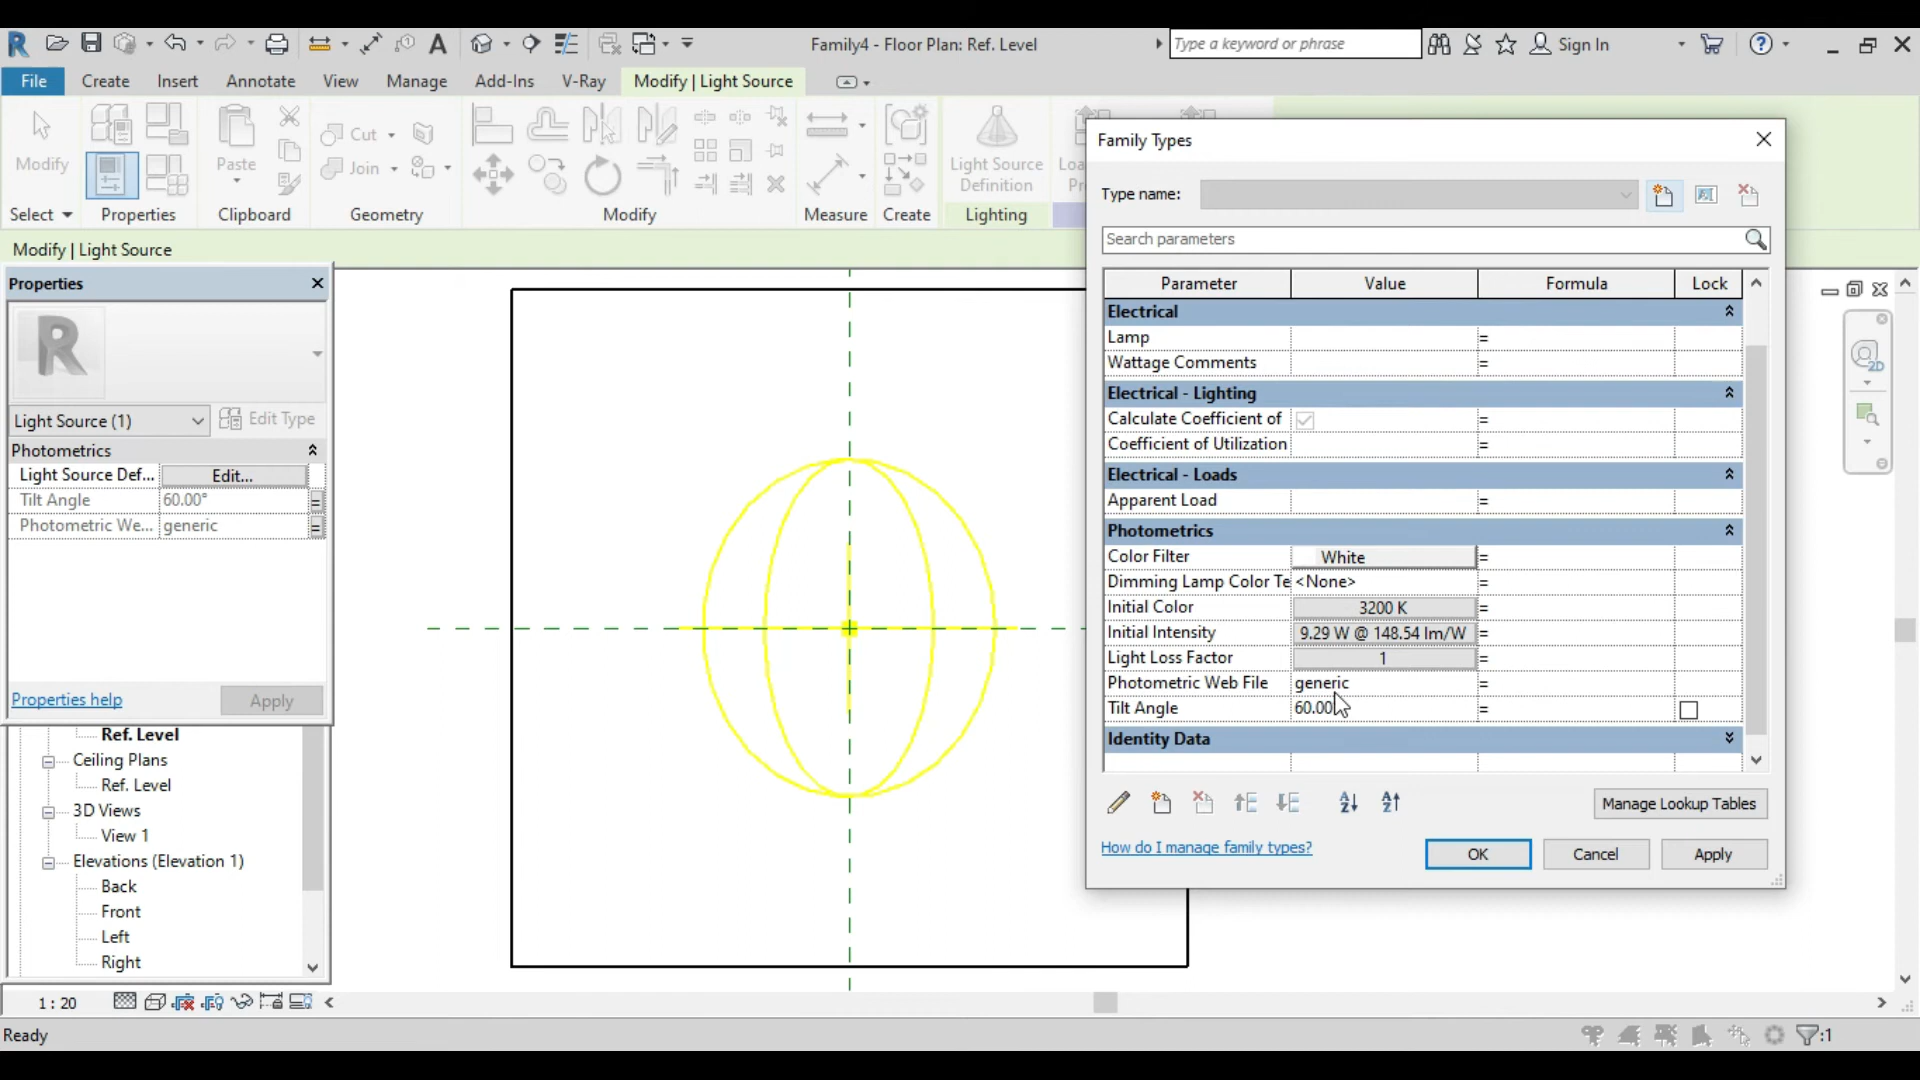 Family4 - Floor Plan: Ref. Level
Type a keyword or phrase
Sign In
File
Create
Insert
Annotate
View
Manage
Add-Ins
V-Ray
Modify | Light Source
Modify
Paste
Cut
Join
Light Source
Definition
Select
Properties
Clipboard
Geometry
Modify
Measure
Create
Lighting
Modify | Light Source
Properties
Light Source (1)
Edit Type
Photometrics
Light Source Def...
Edit...
Tilt Angle
60.00°
Photometric We...
generic
Properties help
Apply
Ref. Level
Ceiling Plans
Ref. Level
3D Views
View 1
Elevations (Elevation 1)
Back
Front
Left
Right
1 : 20
Ready
Family Types
Type name:
Search parameters
Parameter
Value
Formula
Lock
Electrical
Lamp
=
Wattage Comments
=
Electrical - Lighting
Calculate Coefficient of
=
Coefficient of Utilization
=
Electrical - Loads
Apparent Load
=
Photometrics
Color Filter
White
=
Dimming Lamp Color Te
<None>
=
Initial Color
3200 K
=
Initial Intensity
9.29 W @ 148.54 lm/W
=
Light Loss Factor
1
=
Photometric Web File
generic
=
Tilt Angle
60.00
=
Identity Data
Manage Lookup Tables
How do I manage family types?
OK
Cancel
Apply
2D
:1